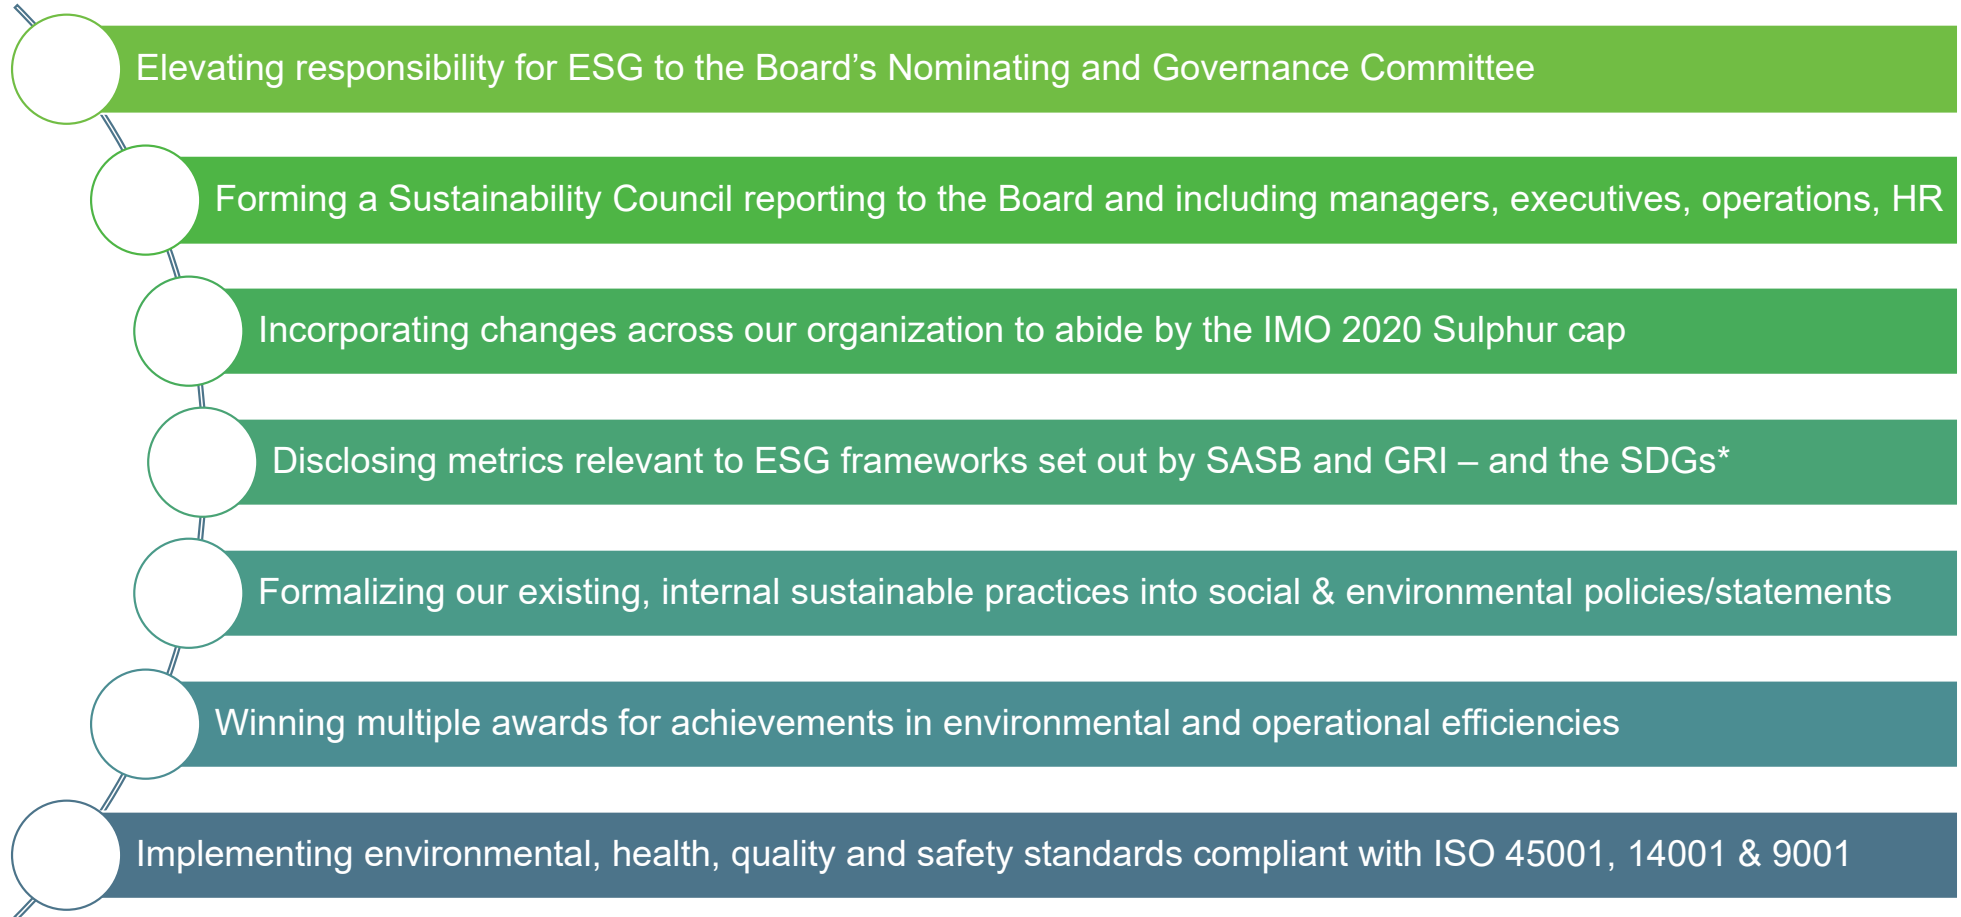 Elevating responsibility for ESG to the Board’s Nominating and Governance Committee
Forming a Sustainability Council reporting to the Board and including managers, executives, operations, HR
Incorporating changes across our organization to abide by the IMO 2020 Sulphur cap
Disclosing metrics relevant to ESG frameworks set out by SASB and GRI – and the SDGs*
Formalizing our existing, internal sustainable practices into social & environmental policies/statements
Winning multiple awards for achievements in environmental and operational efficiencies
Implementing environmental, health, quality and safety standards compliant with ISO 45001, 14001 & 9001